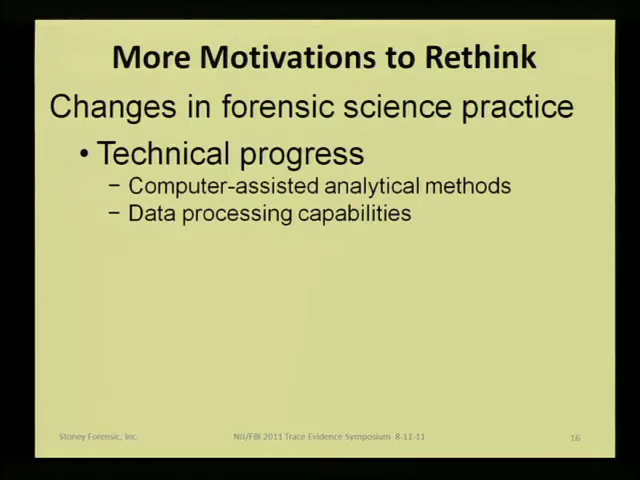 More Motivations to Rethink
Changes in forensic science practice
• Technical progress
– Computer-assisted analytical methods
– Data processing capabilities
Stoney Forensic, Inc. NIJ/FBI 2011 Trace Evidence Symposium 8-11-11 16